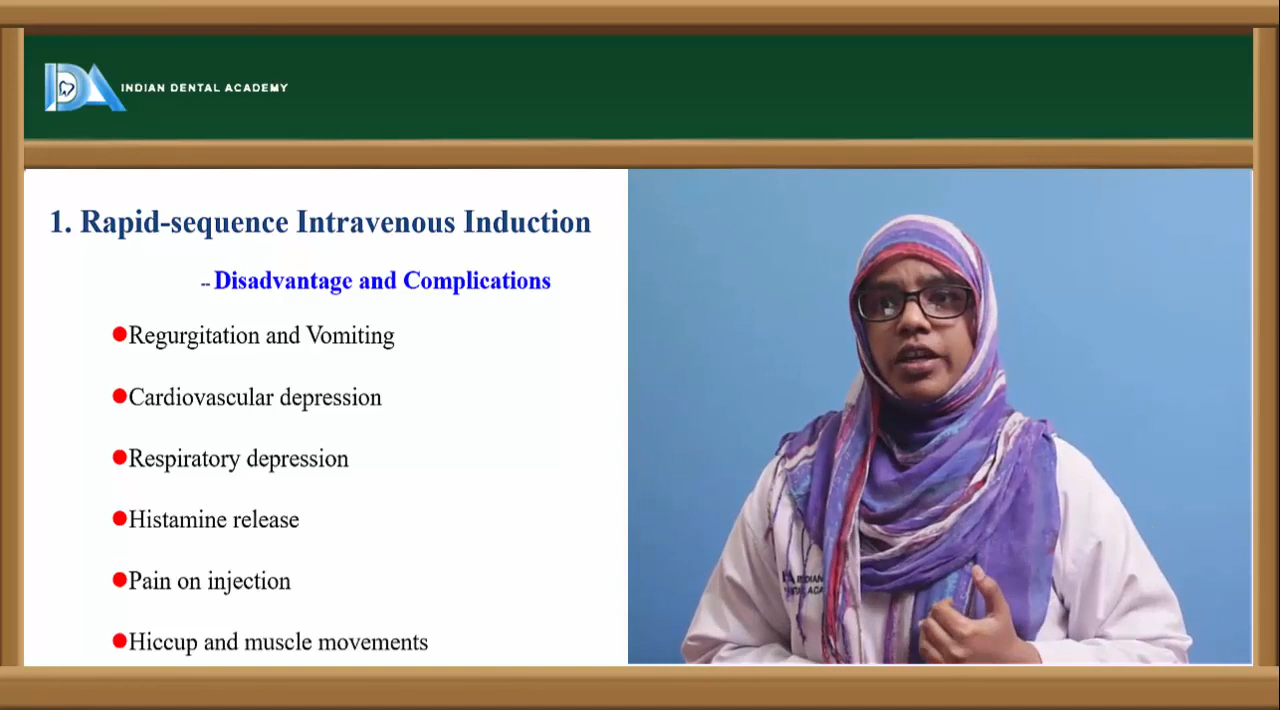 INDIAN DENTAL ACADEMY
1. Rapid-sequence Intravenous Induction
-- Disadvantage and Complications
Regurgitation and Vomiting
Cardiovascular depression
Respiratory depression
Histamine release
Pain on injection
Hiccup and muscle movements